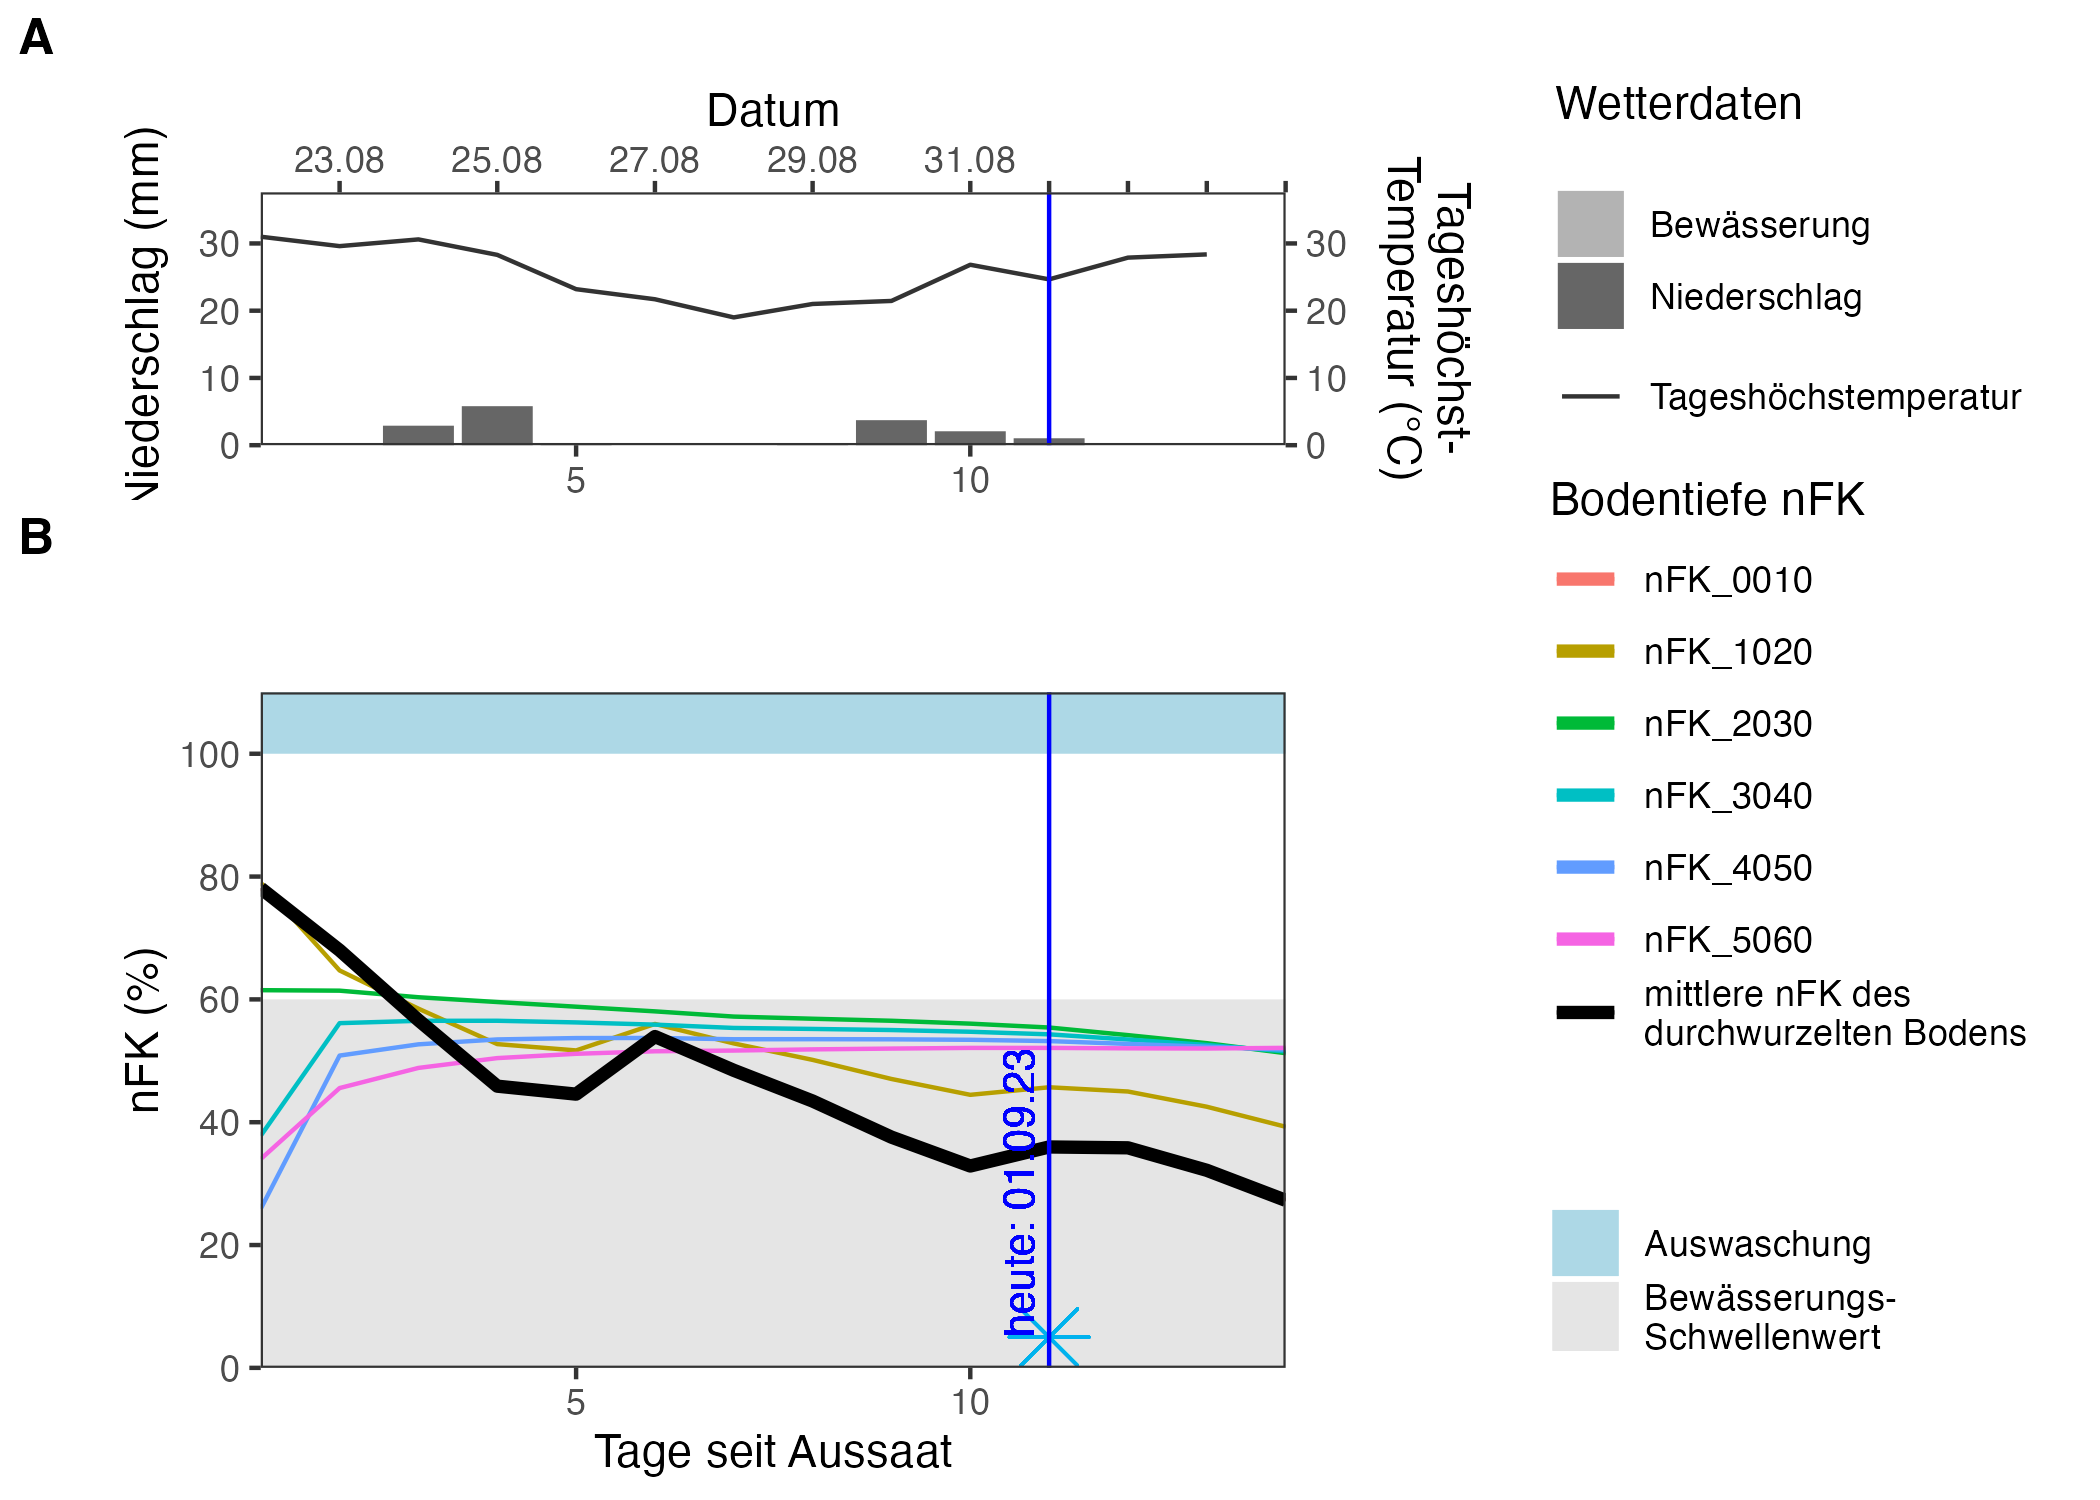 A
Datum
23.08 25.08 27.08 29.08 31.08
Niederschlag (mm)
30
20
10
0
30
20
10
0
Tageshöchst-
Temperatur (°C)
5 10
B
nFK (%)
100
80
60
40
20
0
heute: 01.09.23
5 10
Tage seit Aussaat
Wetterdaten
Bewässerung
Niederschlag
Tageshöchstemperatur
Bodentiefe nFK
nFK_0010
nFK_1020
nFK_2030
nFK_3040
nFK_4050
nFK_5060
mittlere nFK des
durchwurzelten Bodens
Auswaschung
Bewässerungs-
Schwellenwert